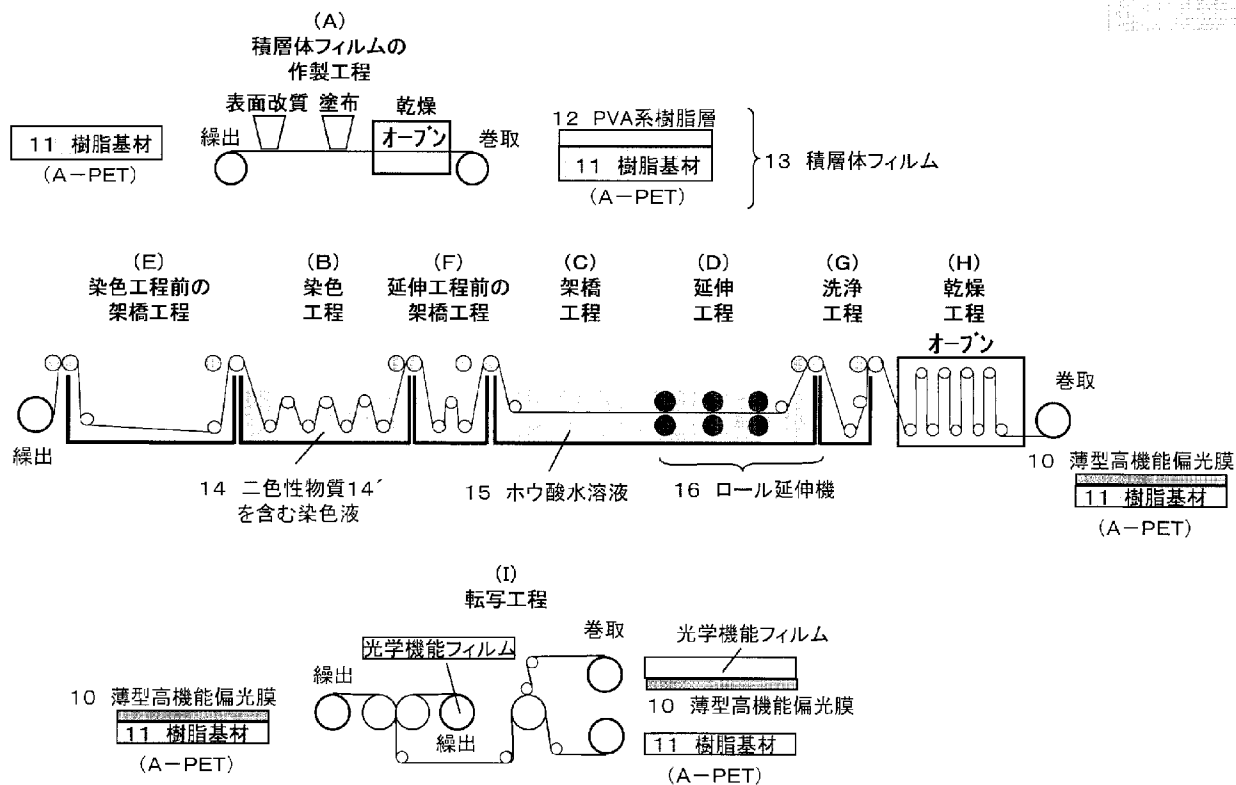 (A)
積層体フィルムの
作製工程
表面改質 塗布 乾燥
オーブン
繰出
巻取
11 樹脂基材
(A-PET)
12 PVA系樹脂層
11 樹脂基材
(A-PET)
13 積層体フィルム
(E)
染色工程前の
架橋工程
(B)
染色
工程
(F)
延伸工程前の
架橋工程
(C)
架橋
工程
(D)
延伸
工程
(G)
洗浄
工程
(H)
乾燥
工程
オーブン
巻取
繰出
14 二色性物質14´
を含む染色液
15 ホウ酸水溶液
16 ロール延伸機
10 薄型高機能偏光膜
11 樹脂基材
(A-PET)
(I)
転写工程
巻取
光学機能フィルム
繰出
繰出
10 薄型高機能偏光膜
11 樹脂基材
(A-PET)
光学機能フィルム
10 薄型高機能偏光膜
11 樹脂基材
(A-PET)